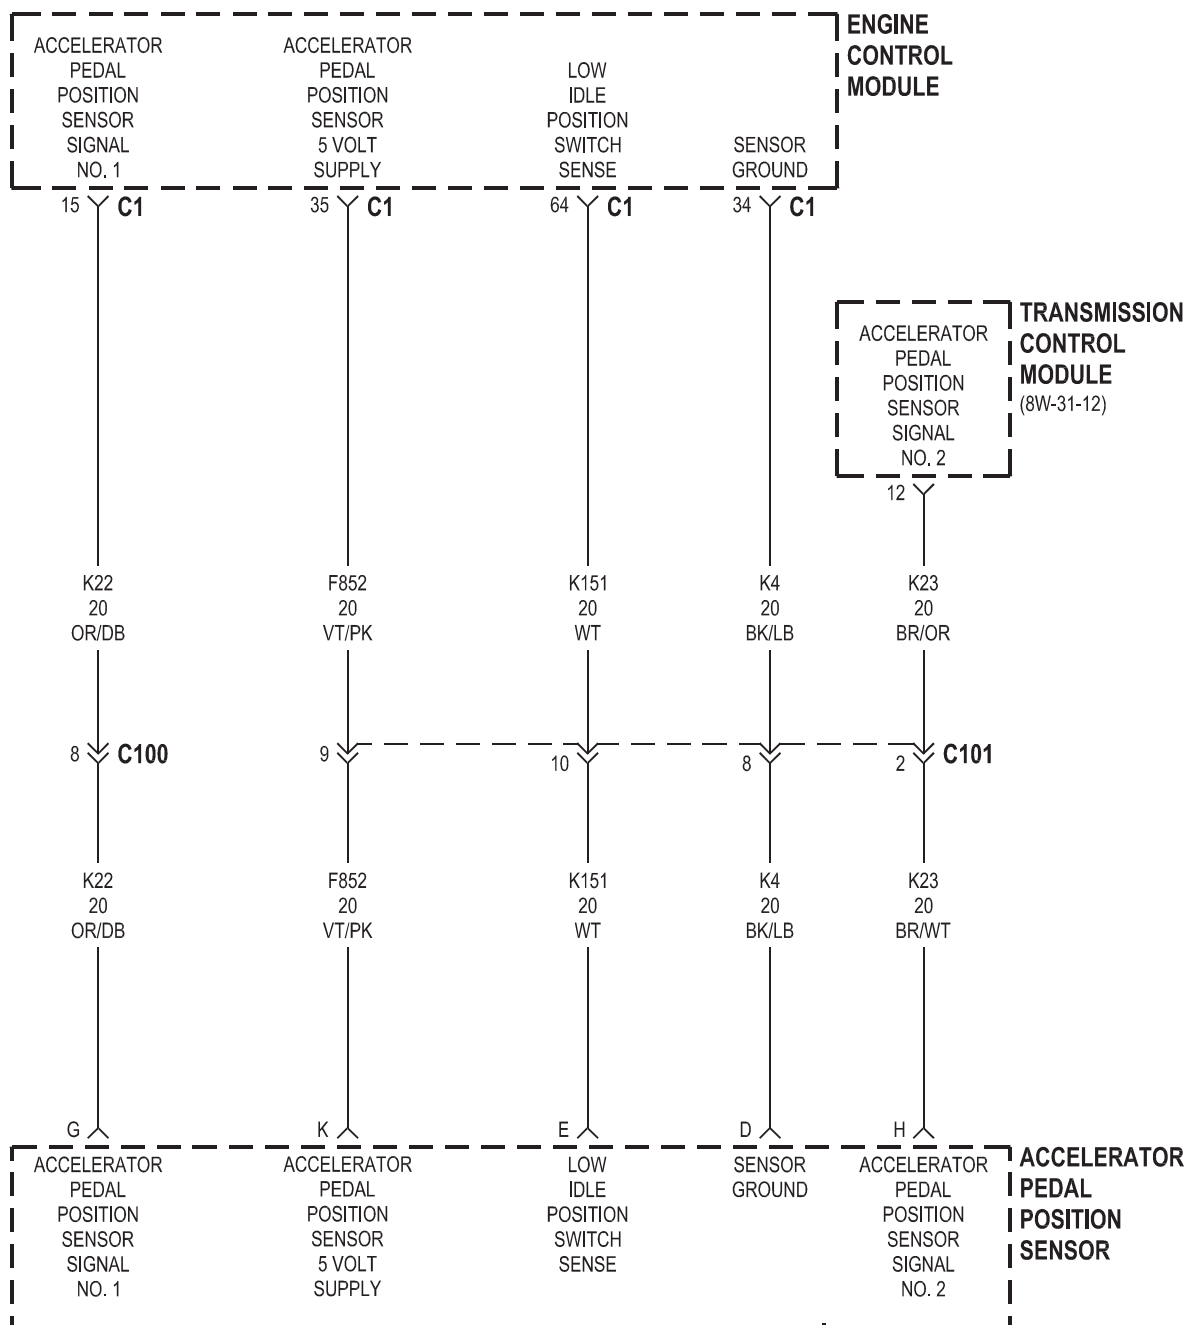 ENGINE
CONTROL
MODULE
ACCELERATOR
PEDAL
POSITION
SENSOR
SIGNAL
NO. 1
ACCELERATOR
PEDAL
POSITION
SENSOR
5 VOLT
SUPPLY
LOW
IDLE
POSITION
SWITCH
SENSE
SENSOR
GROUND
15 C1
35 C1
64 C1
34 C1
TRANSMISSION
CONTROL
MODULE
(8W-31-12)
ACCELERATOR
PEDAL
POSITION
SENSOR
SIGNAL
NO. 2
12
K22
20
OR/DB
F852
20
VT/PK
K151
20
WT
K4
20
BK/LB
K23
20
BR/OR
8 C100
9
10
8
2 C101
K22
20
OR/DB
F852
20
VT/PK
K151
20
WT
K4
20
BK/LB
K23
20
BR/WT
G
K
E
D
H
ACCELERATOR
PEDAL
POSITION
SENSOR
SIGNAL
NO. 1
ACCELERATOR
PEDAL
POSITION
SENSOR
5 VOLT
SUPPLY
LOW
IDLE
POSITION
SWITCH
SENSE
SENSOR
GROUND
ACCELERATOR
PEDAL
POSITION
SENSOR
SIGNAL
NO. 2
ACCELERATOR
PEDAL
POSITION
SENSOR